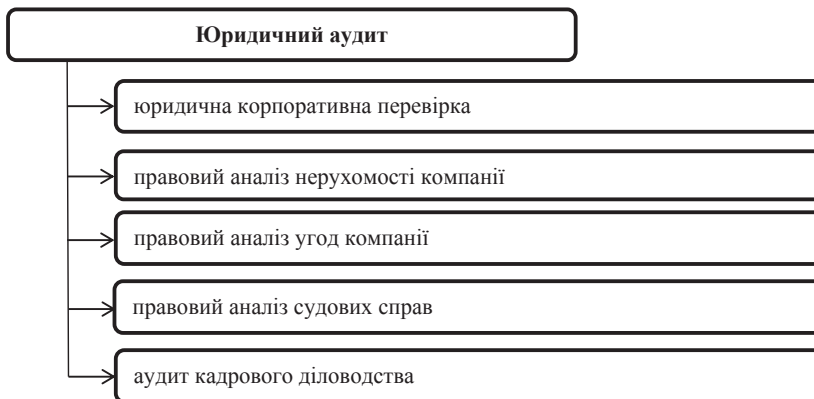 Юридичний аудит
юридична корпоративна перевірка
правовий аналіз нерухомості компанії
правовий аналіз угод компанії
правовий аналіз судових справ
аудит кадрового діловодства